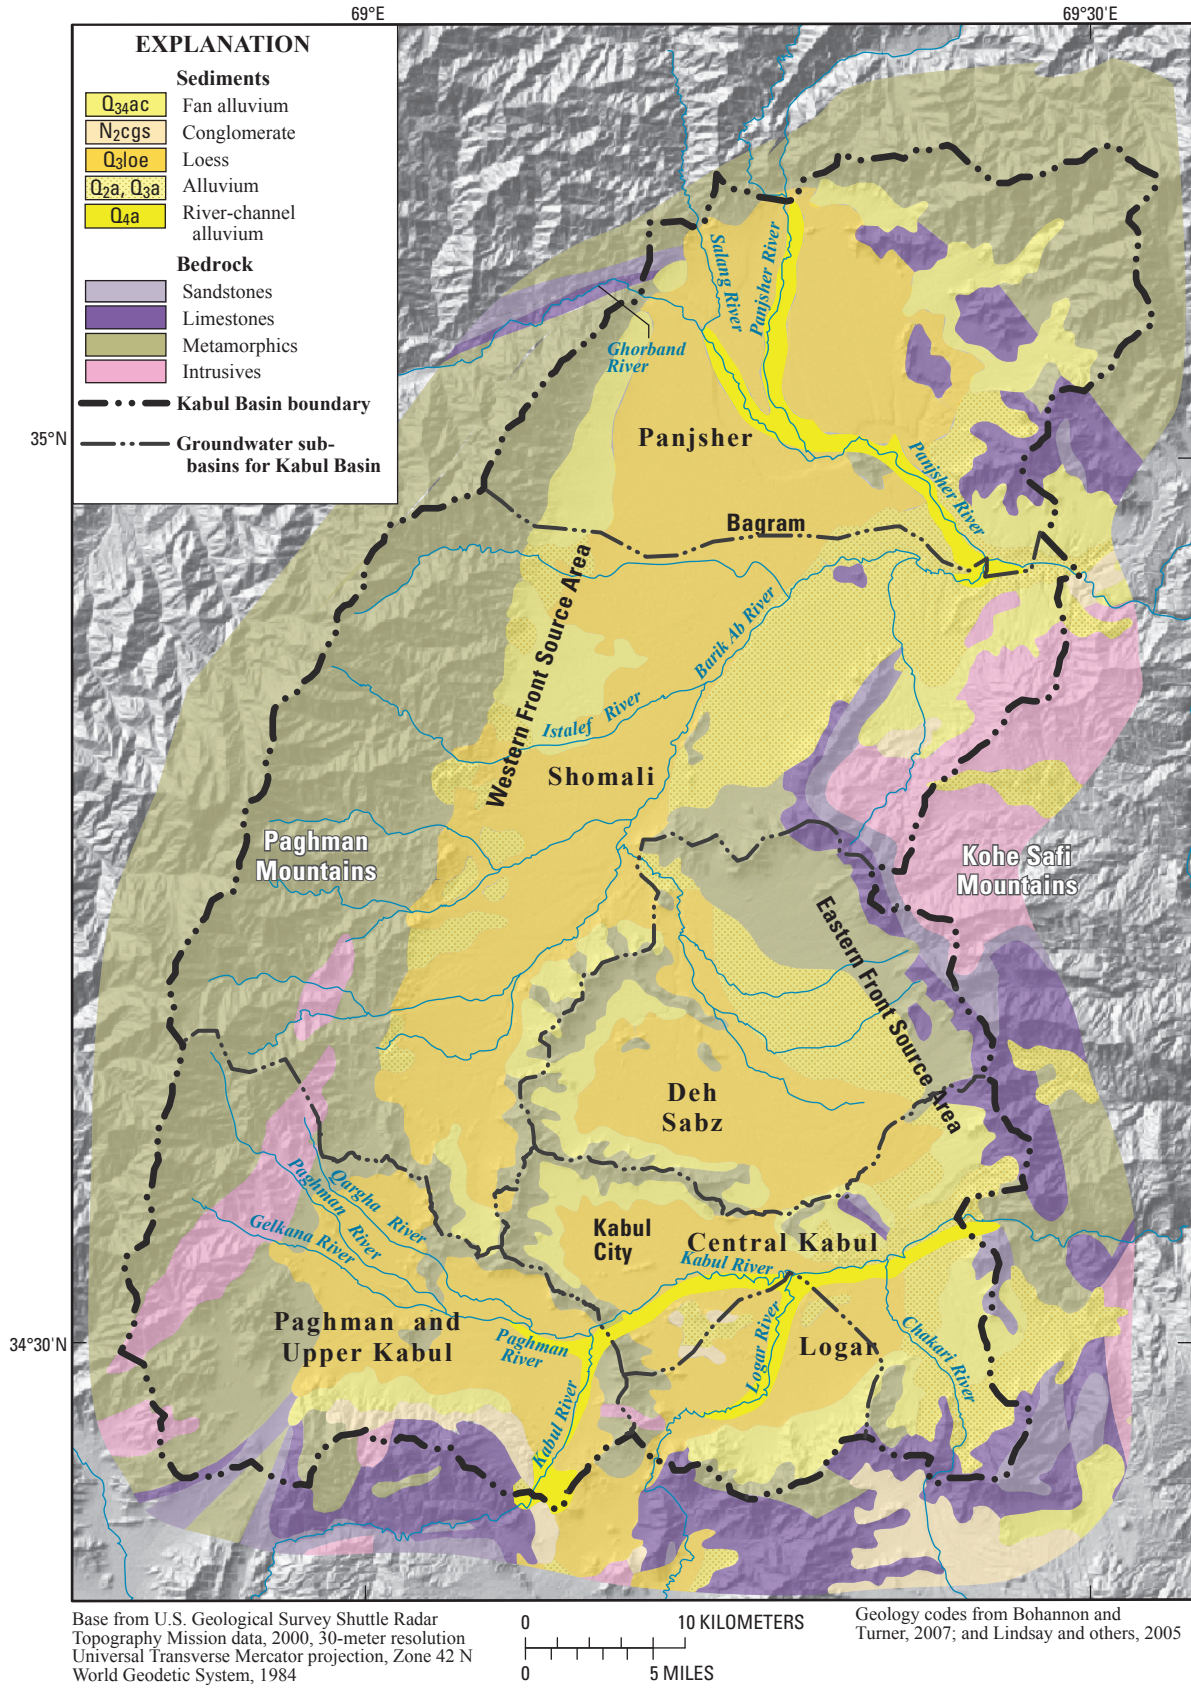 69°E
69°30'E
EXPLANATION
Sediments
Q34ac Fan alluvium
N2cgs Conglomerate
Q3loe Loess
Q2a, Q3a Alluvium
Q4a River-channel
alluvium
Bedrock
Sandstones
Limestones
Metamorphics
Intrusives
Kabul Basin boundary
Groundwater sub-
basins for Kabul Basin
35°N
34°30'N
Salang River
Panjsher River
Ghorband
River
Panjsher
Panjsher River
Bagram
Western Front Source Area
Barik Ab River
Istalef River
Shomali
Paghman
Mountains
Kohe Safi
Mountains
Eastern Front Source Area
Deh
Sabz
Qargha River
Paghman River
Gelkana River
Kabul
City
Central Kabul
Kabul River
Paghman and
Upper Kabul
Paghman
River
Logar
Logar River
Chakari River
Kabul River
Base from U.S. Geological Survey Shuttle Radar
Topography Mission data, 2000, 30-meter resolution
Universal Transverse Mercator projection, Zone 42 N
World Geodetic System, 1984
0 10 KILOMETERS
0 5 MILES
Geology codes from Bohannon and
Turner, 2007; and Lindsay and others, 2005